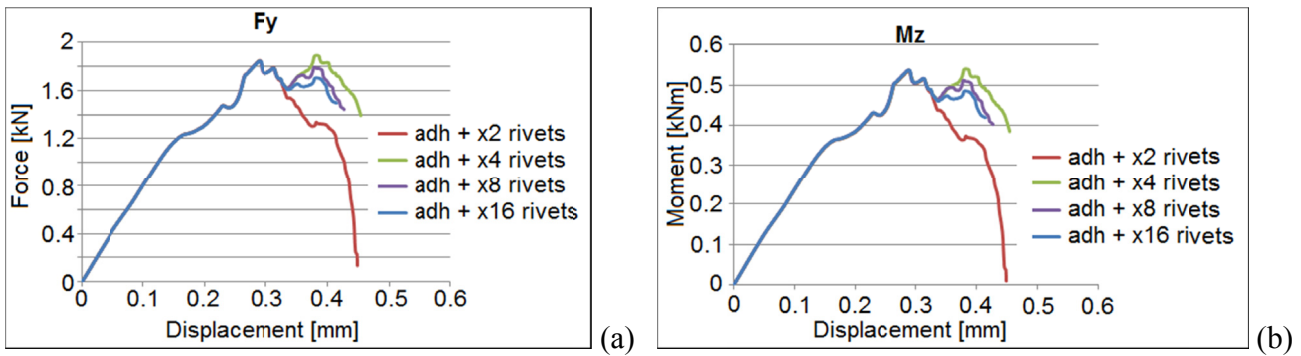 Fy
Force [kN]
2
1.6
1.2
0.8
0.4
0
0 0.1 0.2 0.3 0.4 0.5 0.6
Displacement [mm]
adh + x2 rivets
adh + x4 rivets
adh + x8 rivets
adh + x16 rivets
(a)
Mz
Moment [kNm]
0.6
0.5
0.4
0.3
0.2
0.1
0
0 0.1 0.2 0.3 0.4 0.5 0.6
Displacement [mm]
adh + x2 rivets
adh + x4 rivets
adh + x8 rivets
adh + x16 rivets
(b)